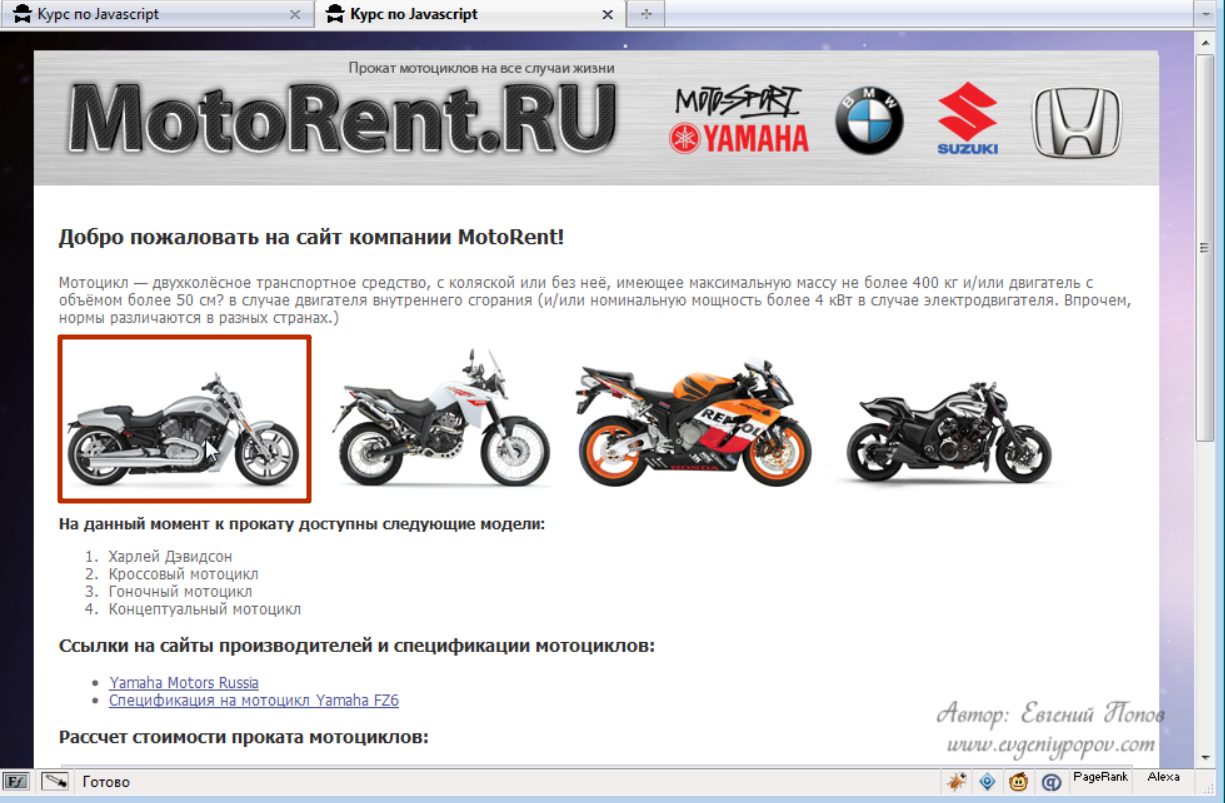 Курс по Javascript
Курс по Javascript
Прокат мотоциклов на все случаи жизни
MotoRent.RU
MOTO-SPORT
YAMAHA
BMW
SUZUKI
Добро пожаловать на сайт компании MotoRent!
Мотоцикл — двухколёсное транспортное средство, с коляской или без неё, имеющее максимальную массу не более 400 кг и/или двигатель с
объёмом более 50 см? в случае двигателя внутреннего сгорания (и/или номинальную мощность более 4 кВт в случае электродвигателя. Впрочем,
нормы различаются в разных странах.)
REPSOL
HONDA
На данный момент к прокату доступны следующие модели:
1. Харлей Дэвидсон
2. Кроссовый мотоцикл
3. Гоночный мотоцикл
4. Концептуальный мотоцикл
Ссылки на сайты производителей и спецификации мотоциклов:
• Yamaha Motors Russia
• Спецификация на мотоцикл Yamaha FZ6
Автор: Евгений Попов
www.evgeniypopov.com
Рассчет стоимости проката мотоциклов:
Готово
PageRank
Alexa